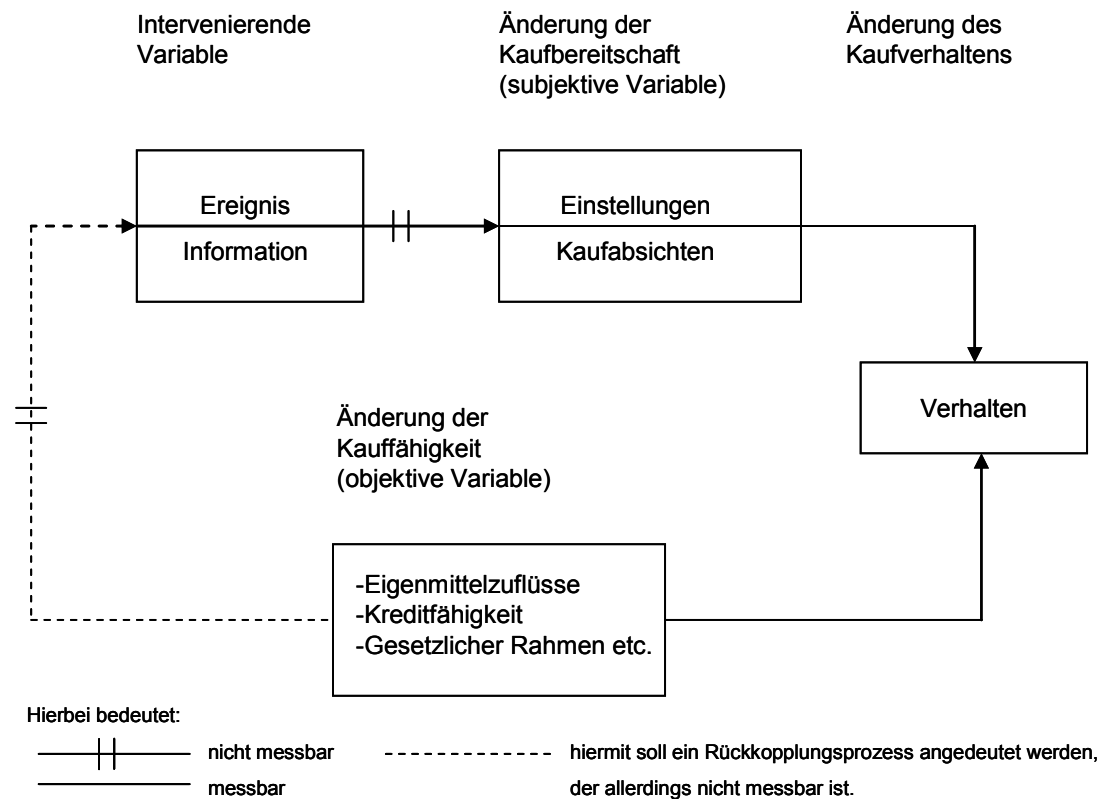 Intervenierende
Variable
Änderung der
Kaufbereitschaft
(subjektive Variable)
Änderung des
Kaufverhaltens
Ereignis
Information
Einstellungen
Kaufabsichten
Verhalten
Änderung der
Kauffähigkeit
(objektive Variable)
-Eigenmittelzuflüsse
-Kreditfähigkeit
-Gesetzlicher Rahmen etc.
Hierbei bedeutet:
nicht messbar
messbar
hiermit soll ein Rückkopplungsprozess angedeutet werden,
der allerdings nicht messbar ist.